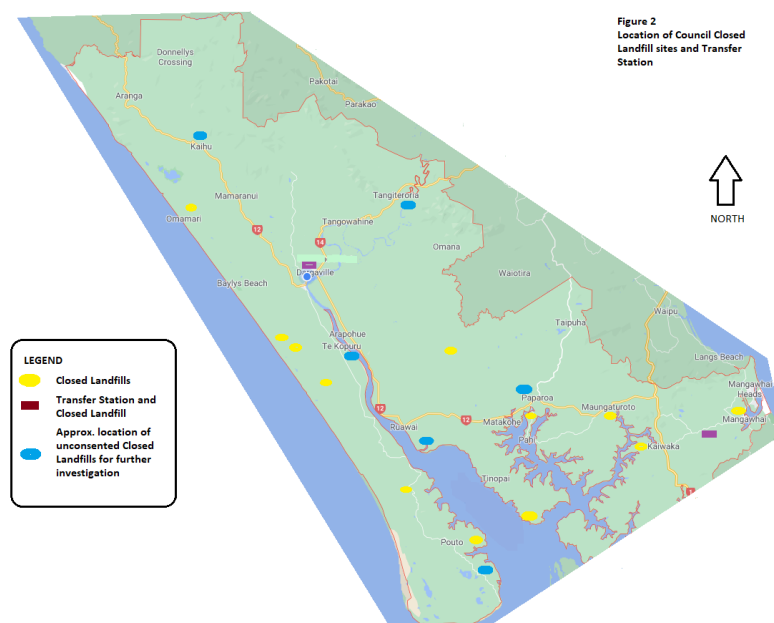 Figure 2
Location of Council Closed
Landfill sites and Transfer
Station
NORTH
Donnellys
Crossing
Pakotai
Parakao
Aranga
Kaihu
Mamaranui
Tangiteroria
Omamari
Tangowahine
12
14
Omana
Waiotira
Dargaville
Baylys Beach
Waipu
Taipuha
Arapohue
Te Kopuru
Langs Beach
Mangawhai
Heads
Paparoa
12
12
Maungaturoto
Matakohe
Mangawhai
Ruawai
Pahi
Kaiwaka
Tinopai
1
Pouto
LEGEND
Closed Landfills
Transfer Station and
Closed Landfill
Approx. location of
unconsented Closed
Landfills for further
investigation